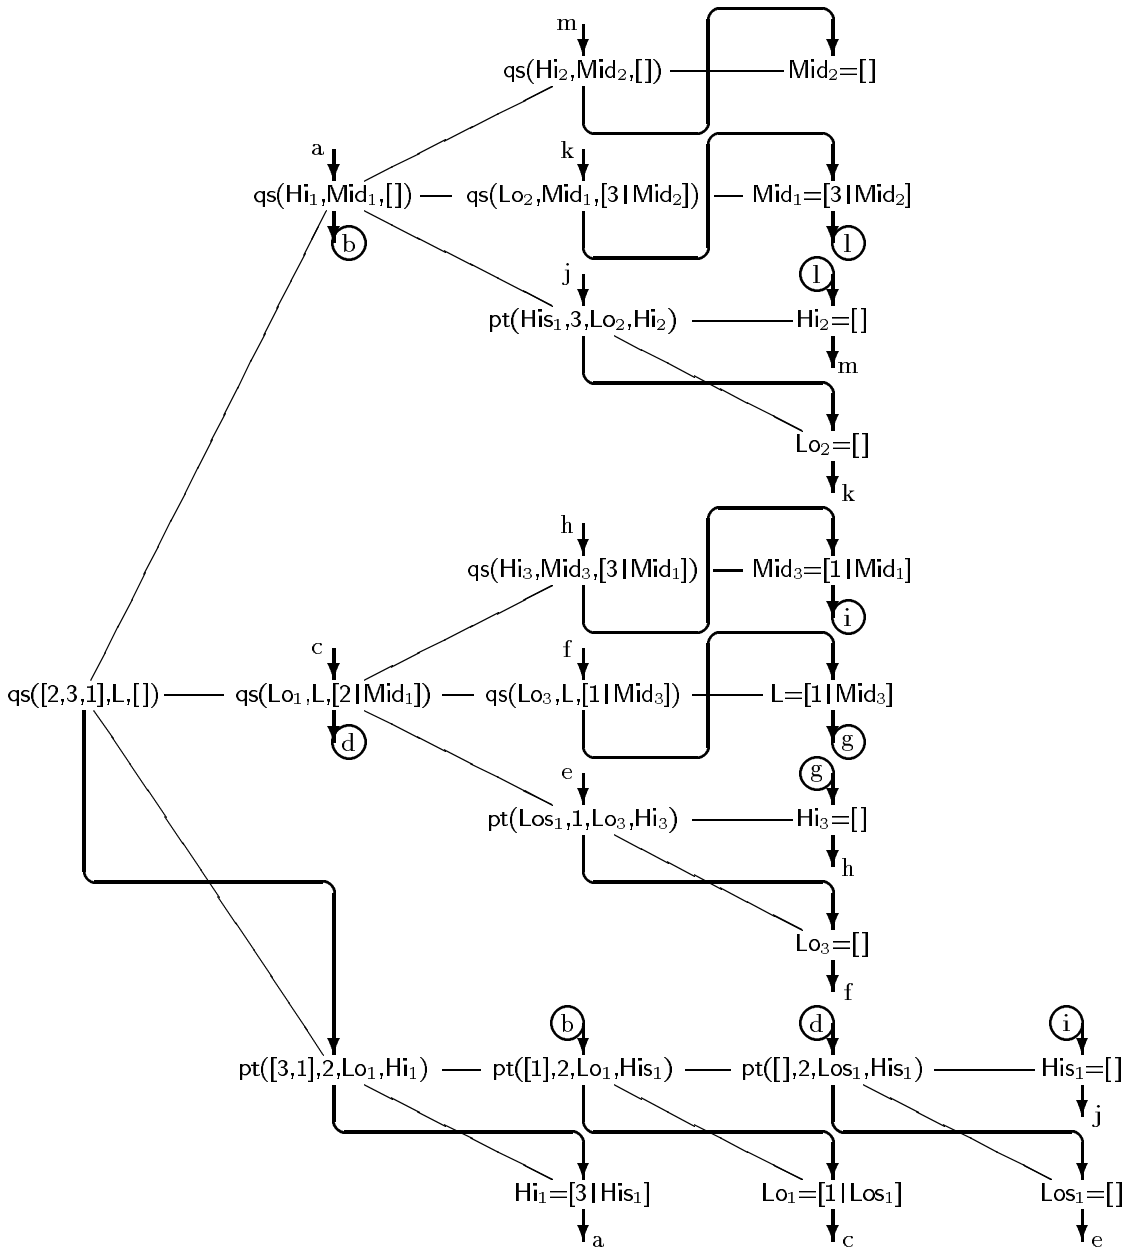 m
qs(Hi₂,Mid₂,[]) Mid₂=[]
a k
qs(Hi₁,Mid₁,[]) qs(Lo₂,Mid₁,[3|Mid₂]) Mid₁=[3|Mid₂]
b l
j l
pt(His₁,3,Lo₂,Hi₂) Hi₂=[]
m
Lo₂=[]
k
h
qs(Hi₃,Mid₃,[3|Mid₁]) Mid₃=[1|Mid₁]
i
c f
qs([2,3,1],L,[]) qs(Lo₁,L,[2|Mid₁]) qs(Lo₃,L,[1|Mid₃]) L=[1|Mid₃]
d g
e g
pt(Los₁,1,Lo₃,Hi₃) Hi₃=[]
h
Lo₃=[]
f
b d i
pt([3,1],2,Lo₁,Hi₁) pt([1],2,Lo₁,His₁) pt([],2,Los₁,His₁) His₁=[]
j
Hi₁=[3|His₁] Lo₁=[1|Los₁] Los₁=[]
a c e